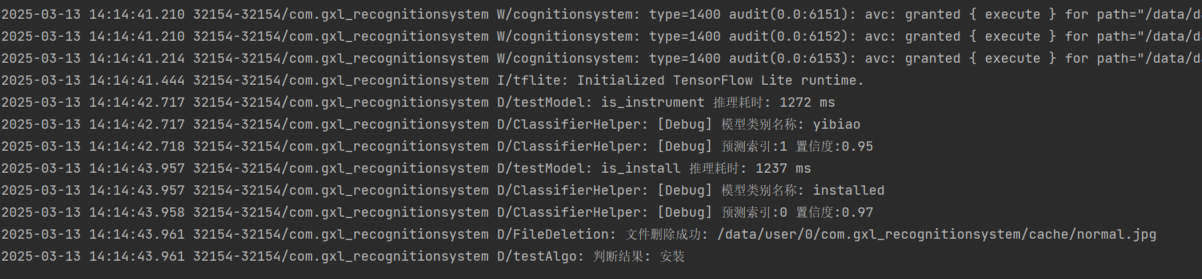 2025-03-13 14:14:41.210 32154-32154/com.gxl_recognitionsystem W/cognitionsystem: type=1400 audit(0.0:6151): avc: granted { execute } for path="/data/d
2025-03-13 14:14:41.210 32154-32154/com.gxl_recognitionsystem W/cognitionsystem: type=1400 audit(0.0:6152): avc: granted { execute } for path="/data/d
2025-03-13 14:14:41.214 32154-32154/com.gxl_recognitionsystem W/cognitionsystem: type=1400 audit(0.0:6153): avc: granted { execute } for path="/data/d
2025-03-13 14:14:41.444 32154-32154/com.gxl_recognitionsystem I/tflite: Initialized TensorFlow Lite runtime.
2025-03-13 14:14:42.717 32154-32154/com.gxl_recognitionsystem D/testModel: is_instrument 推理耗时: 1272 ms
2025-03-13 14:14:42.717 32154-32154/com.gxl_recognitionsystem D/ClassifierHelper: [Debug] 模型类别名称: yibiao
2025-03-13 14:14:42.718 32154-32154/com.gxl_recognitionsystem D/ClassifierHelper: [Debug] 预测索引:1 置信度:0.95
2025-03-13 14:14:43.957 32154-32154/com.gxl_recognitionsystem D/testModel: is_install 推理耗时: 1237 ms
2025-03-13 14:14:43.957 32154-32154/com.gxl_recognitionsystem D/ClassifierHelper: [Debug] 模型类别名称: installed
2025-03-13 14:14:43.958 32154-32154/com.gxl_recognitionsystem D/ClassifierHelper: [Debug] 预测索引:0 置信度:0.97
2025-03-13 14:14:43.961 32154-32154/com.gxl_recognitionsystem D/FileDeletion: 文件删除成功: /data/user/0/com.gxl_recognitionsystem/cache/normal.jpg
2025-03-13 14:14:43.961 32154-32154/com.gxl_recognitionsystem D/testAlgo: 判断结果: 安装